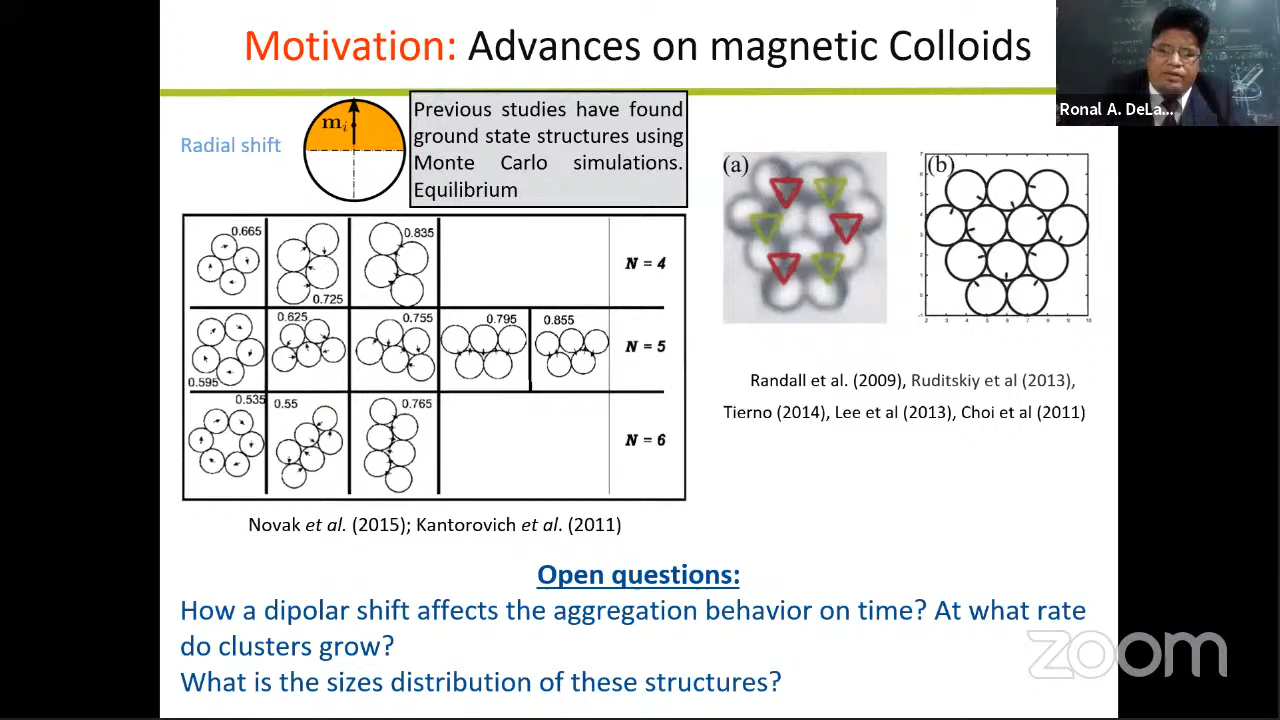 Motivation: Advances on magnetic Colloids
Ronal A. DeLa...
Radial shift
m i
Previous studies have found
ground state structures using
Monte Carlo simulations.
Equilibrium
0.665
0.725
0.835
N = 4
0.595
0.625
0.755
0.795
0.855
N = 5
0.535
0.55
0.765
N = 6
Novak et al. (2015); Kantorovich et al. (2011)
(a)
(b)
Randall et al. (2009), Ruditskiy et al (2013),
Tierno (2014), Lee et al (2013), Choi et al (2011)
Open questions:
How a dipolar shift affects the aggregation behavior on time? At what rate
do clusters grow?
What is the sizes distribution of these structures?
zoom